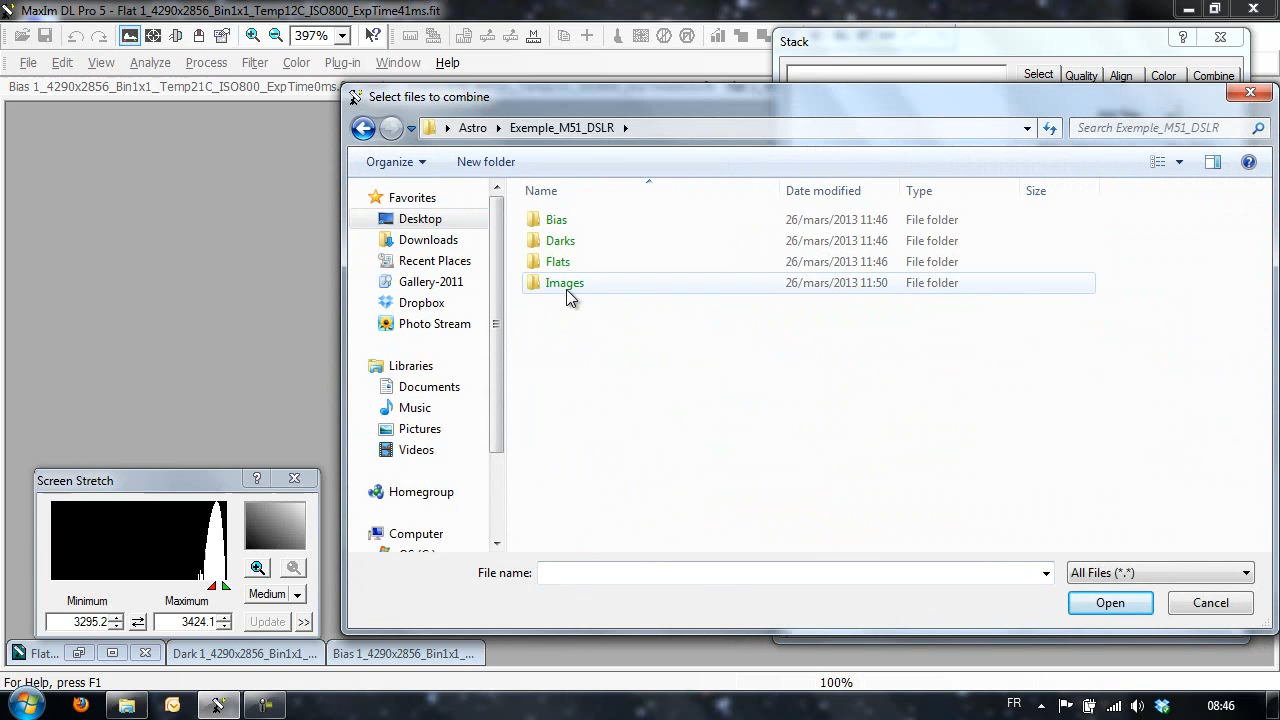 MaxIm DL Pro 5 - Flat 1_4290x2856_Bin1x1_Temp12C_ISO800_ExpTime41ms.fit
397%
Stack
File Edit View Analyze Process Filter Color Plug-in Window Help
Select Quality Align Color Combine
Bias 1_4290x2856_Bin1x1_Temp21C_ISO800_ExpTime0ms.
Select files to combine
Astro Exemple_M51_DSLR
Search Exemple_M51_DSLR
Organize New folder
Name Date modified Type Size
Favorites
Desktop
Downloads
Recent Places
Gallery-2011
Dropbox
Photo Stream
Libraries
Documents
Music
Pictures
Videos
Homegroup
Computer
Bias 26/mars/2013 11:46 File folder
Darks 26/mars/2013 11:46 File folder
Flats 26/mars/2013 11:46 File folder
Images 26/mars/2013 11:50 File folder
File name: All Files (*.*)
Open Cancel
Screen Stretch
Medium
Minimum Maximum
3295.2 3424.1 Update >>
Flat... Dark 1_4290x2856_Bin1x1_... Bias 1_4290x2856_Bin1x1_...
For Help, press F1 100%
FR 08:46